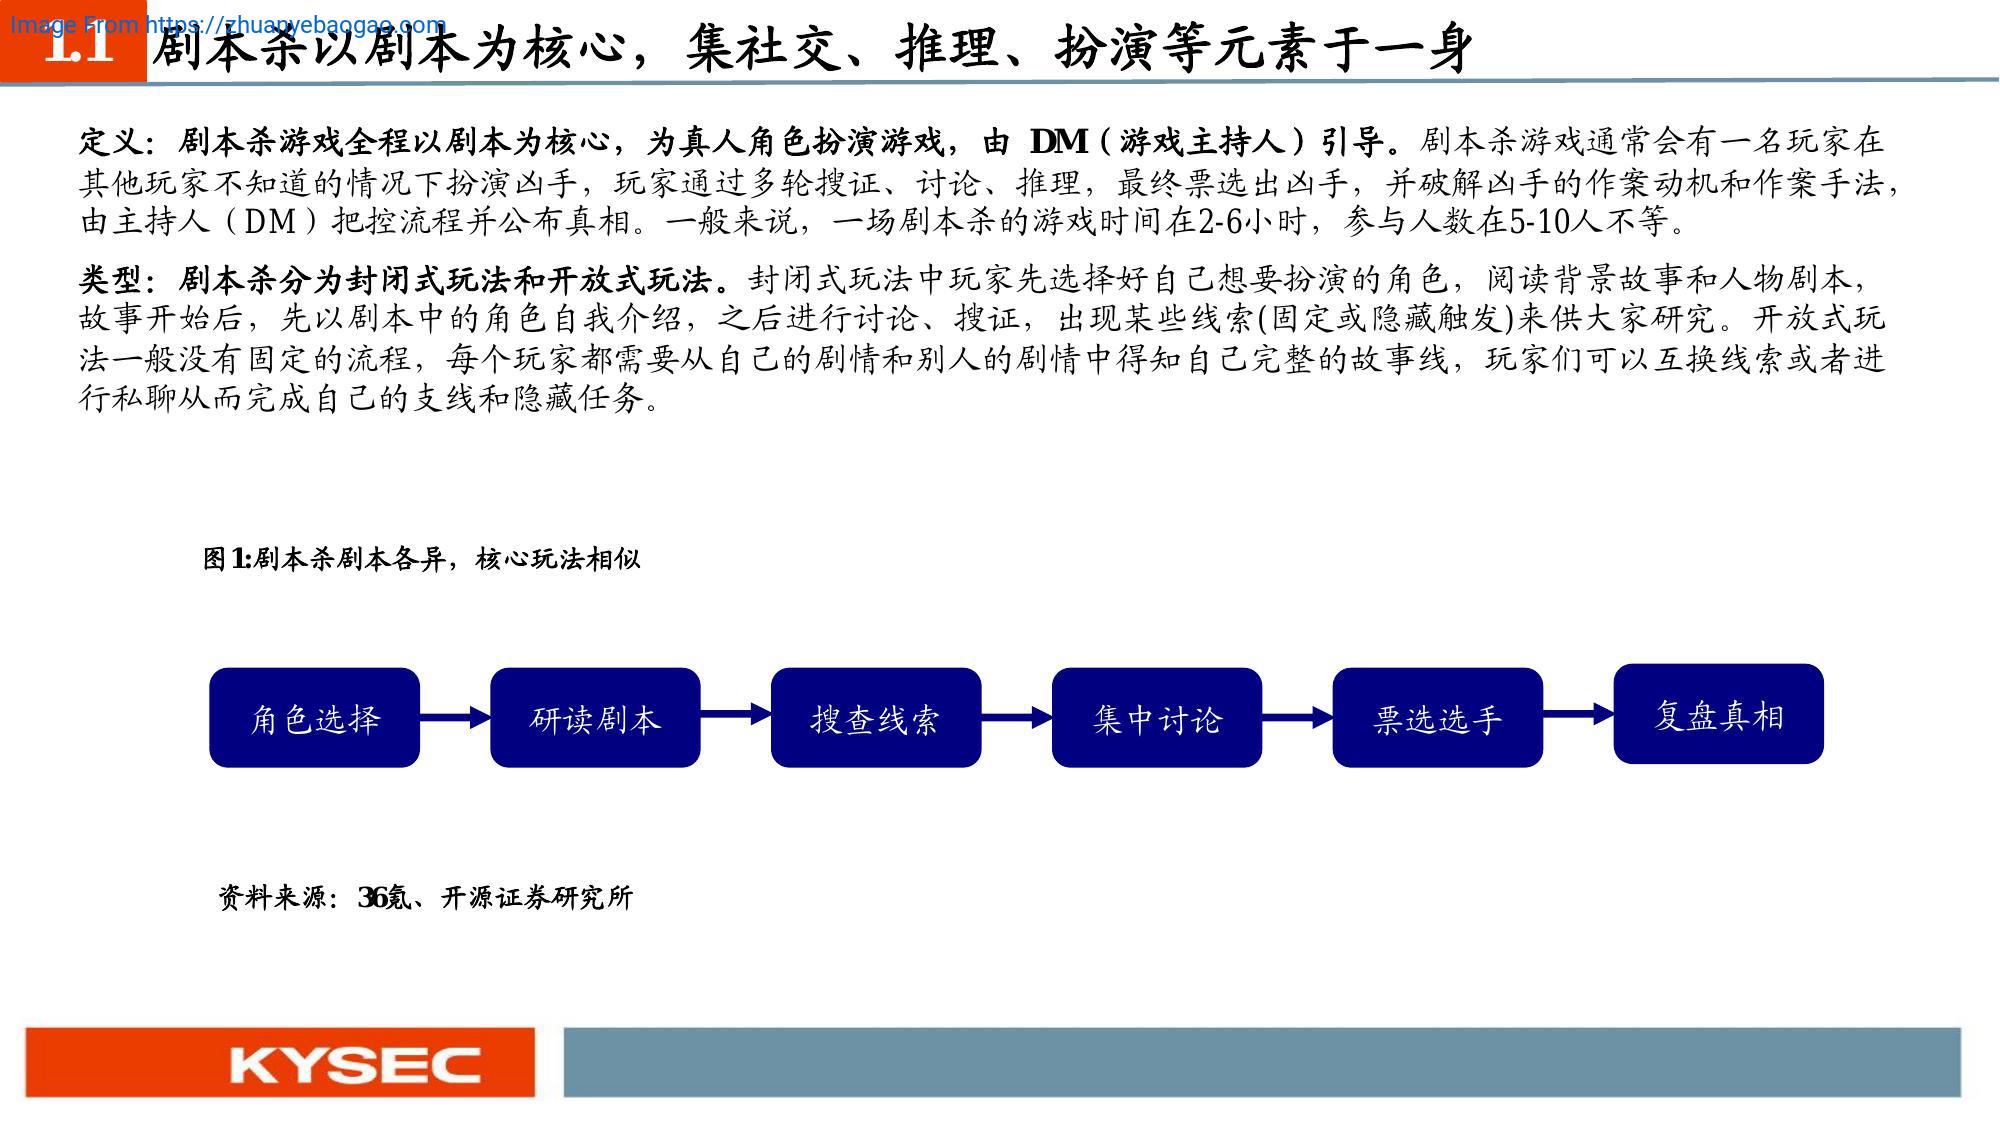 Image From https://zhuanyebaogao.com
1.1 剧本杀以剧本为核心，集社交、推理、扮演等元素于一身
定义：剧本杀游戏全程以剧本为核心，为真人角色扮演游戏，由 DM（游戏主持人）引导。剧本杀游戏通常会有一名玩家在
其他玩家不知道的情况下扮演凶手，玩家通过多轮搜证、讨论、推理，最终票选出凶手，并破解凶手的作案动机和作案手法，
由主持人（DM）把控流程并公布真相。一般来说，一场剧本杀的游戏时间在2-6小时，参与人数在5-10人不等。
类型：剧本杀分为封闭式玩法和开放式玩法。封闭式玩法中玩家先选择好自己想要扮演的角色，阅读背景故事和人物剧本，
故事开始后，先以剧本中的角色自我介绍，之后进行讨论、搜证，出现某些线索(固定或隐藏触发)来供大家研究。开放式玩
法一般没有固定的流程，每个玩家都需要从自己的剧情和别人的剧情中得知自己完整的故事线，玩家们可以互换线索或者进
行私聊从而完成自己的支线和隐藏任务。
图1:剧本杀剧本各异，核心玩法相似
角色选择
研读剧本
搜查线索
集中讨论
票选选手
复盘真相
资料来源：36氪、开源证券研究所
KYSEC